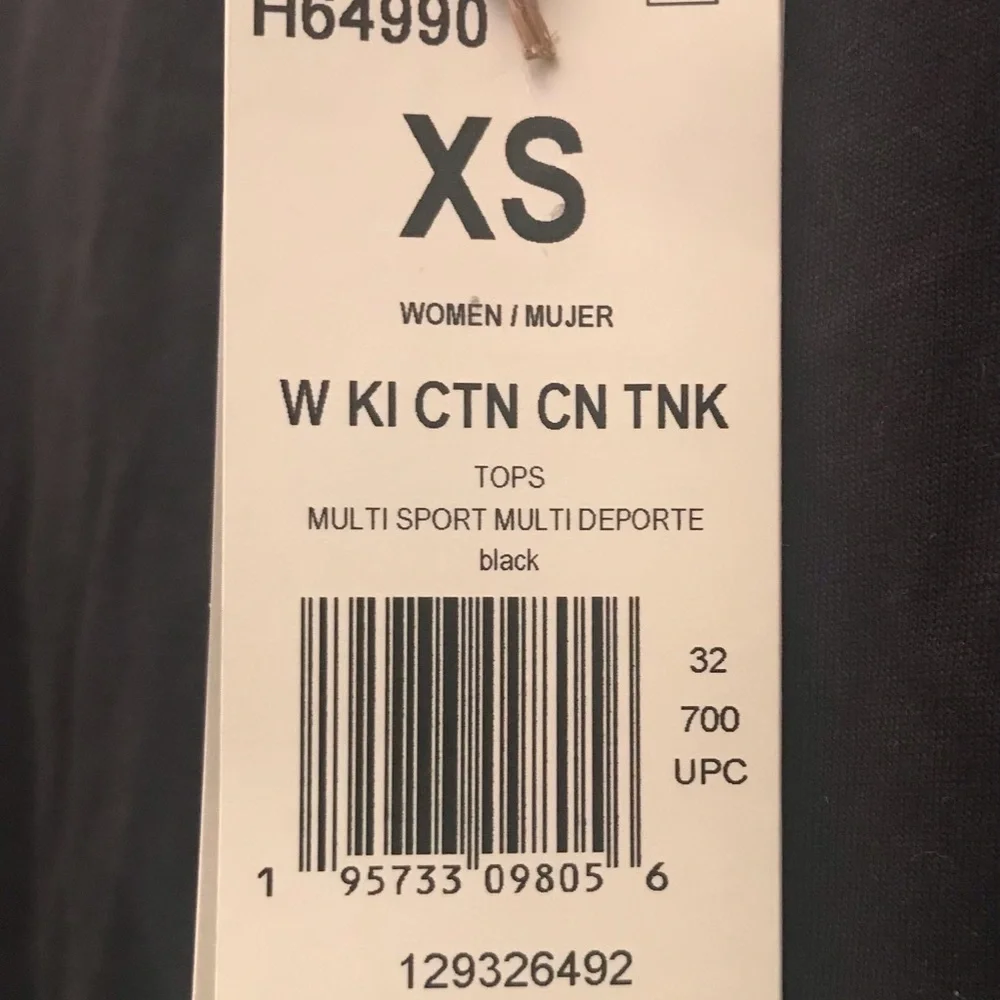 H64990
XS
WOMEN / MUJER
W KI CTN CN TNK
TOPS
MULTI SPORT MULTI DEPORTE
black
32
700
UPC
1 95733 09805 6
129326492